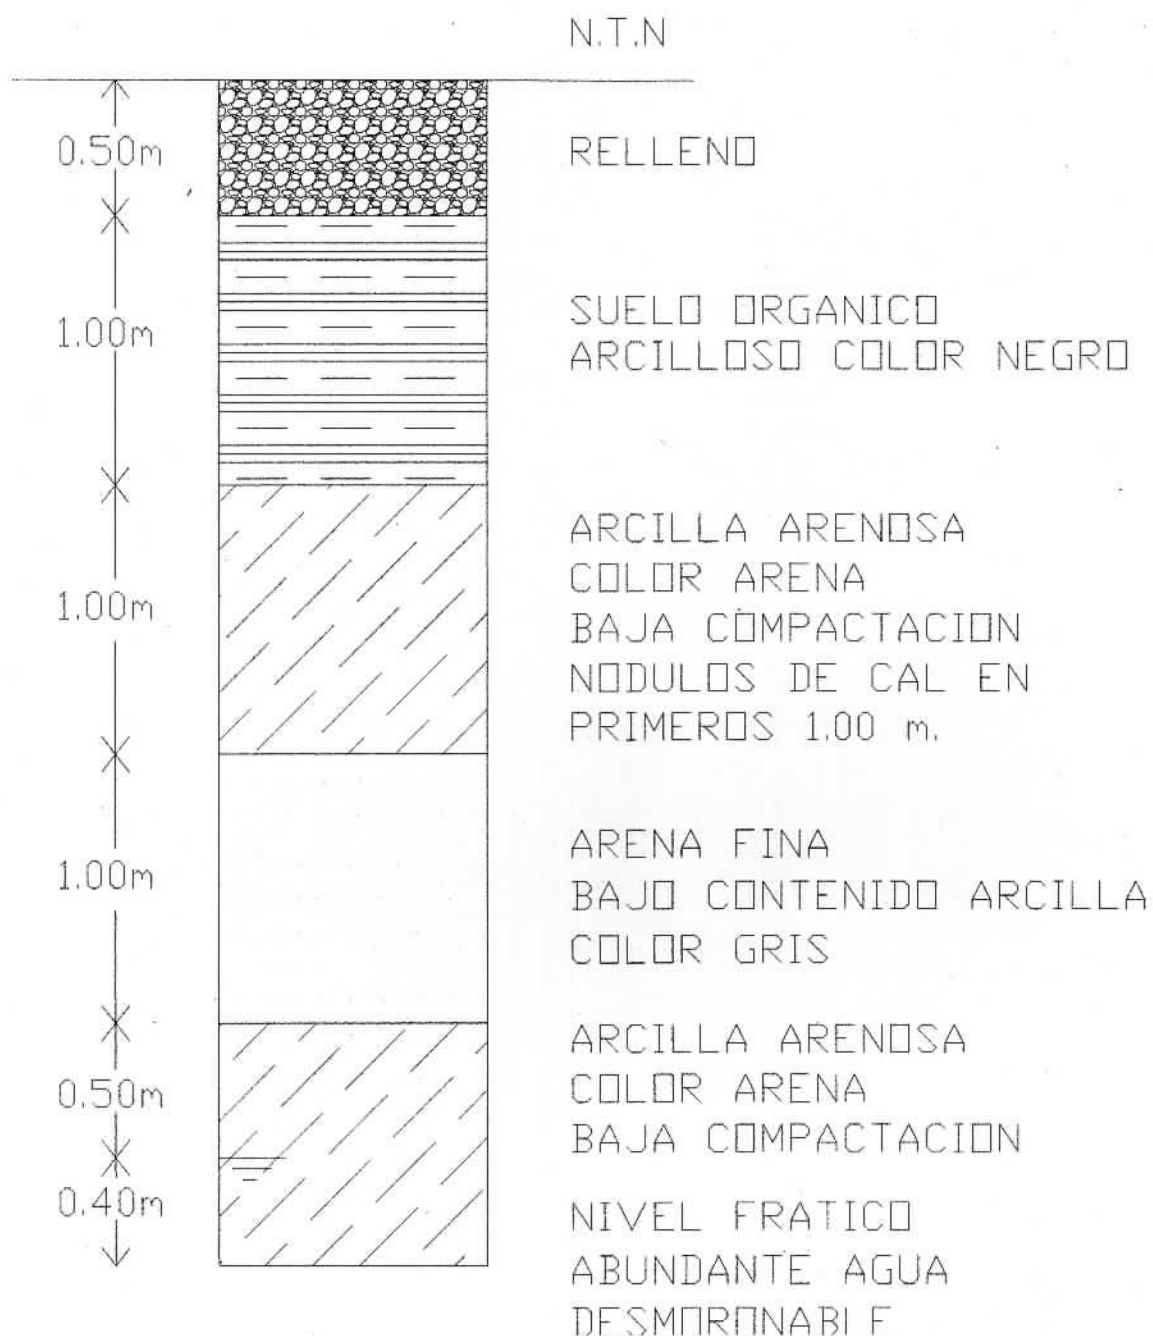 N.T.N
0.50m
RELLENO
1.00m
SUELO ORGANICO
ARCILLOSO COLOR NEGRO
1.00m
ARCILLA ARENOSA
COLOR ARENA
BAJA COMPACTACION
NODULOS DE CAL EN
PRIMEROS 1.00 m.
1.00m
ARENA FINA
BAJO CONTENIDO ARCILLA
COLOR GRIS
0.50m
ARCILLA ARENOSA
COLOR ARENA
BAJA COMPACTACION
0.40m
NIVEL FRATICO
ABUNDANTE AGUA
DESMORONABLE